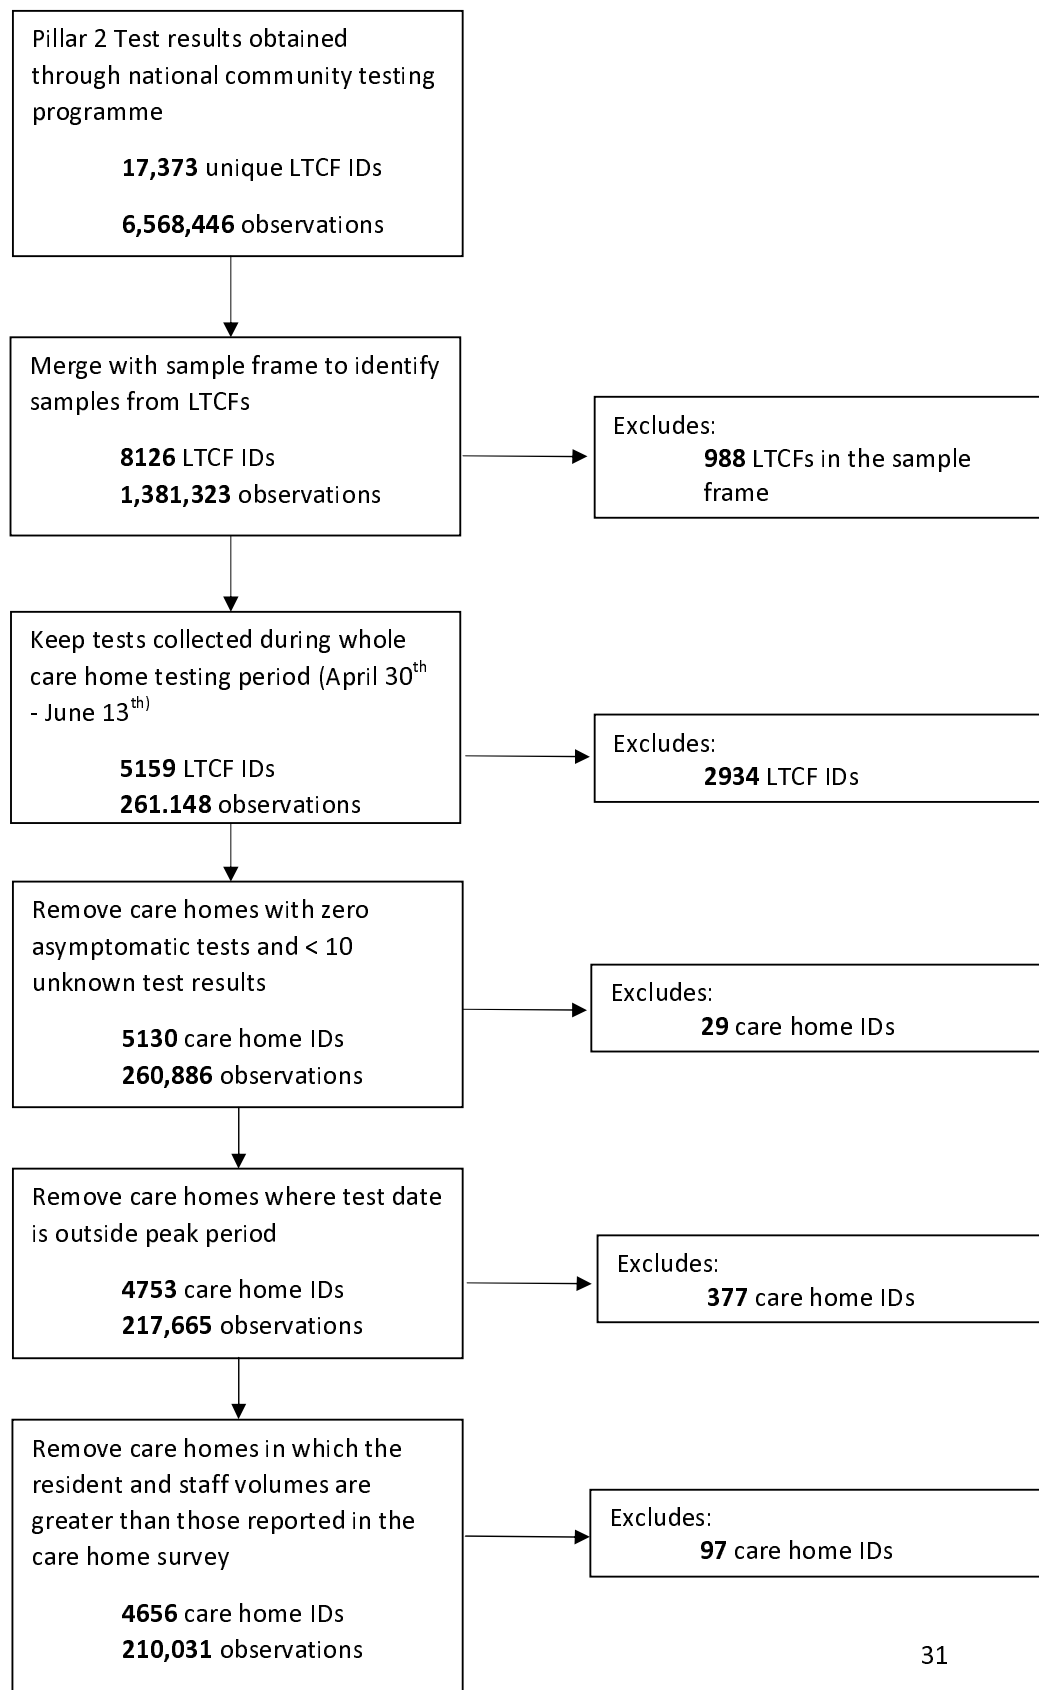 Pillar 2 Test results obtained
through national community testing
programme
17,373 unique LTCF IDs
6,568,446 observations
Merge with sample frame to identify
samples from LTCFs
8126 LTCF IDs
1,381,323 observations
Excludes:
988 LTCFs in the sample
frame
Keep tests collected during whole
care home testing period (April 30th
- June 13th)
5159 LTCF IDs
261.148 observations
Excludes:
2934 LTCF IDs
Remove care homes with zero
asymptomatic tests and < 10
unknown test results
5130 care home IDs
260,886 observations
Excludes:
29 care home IDs
Remove care homes where test date
is outside peak period
4753 care home IDs
217,665 observations
Excludes:
377 care home IDs
Remove care homes in which the
resident and staff volumes are
greater than those reported in the
care home survey
4656 care home IDs
210,031 observations
Excludes:
97 care home IDs
31